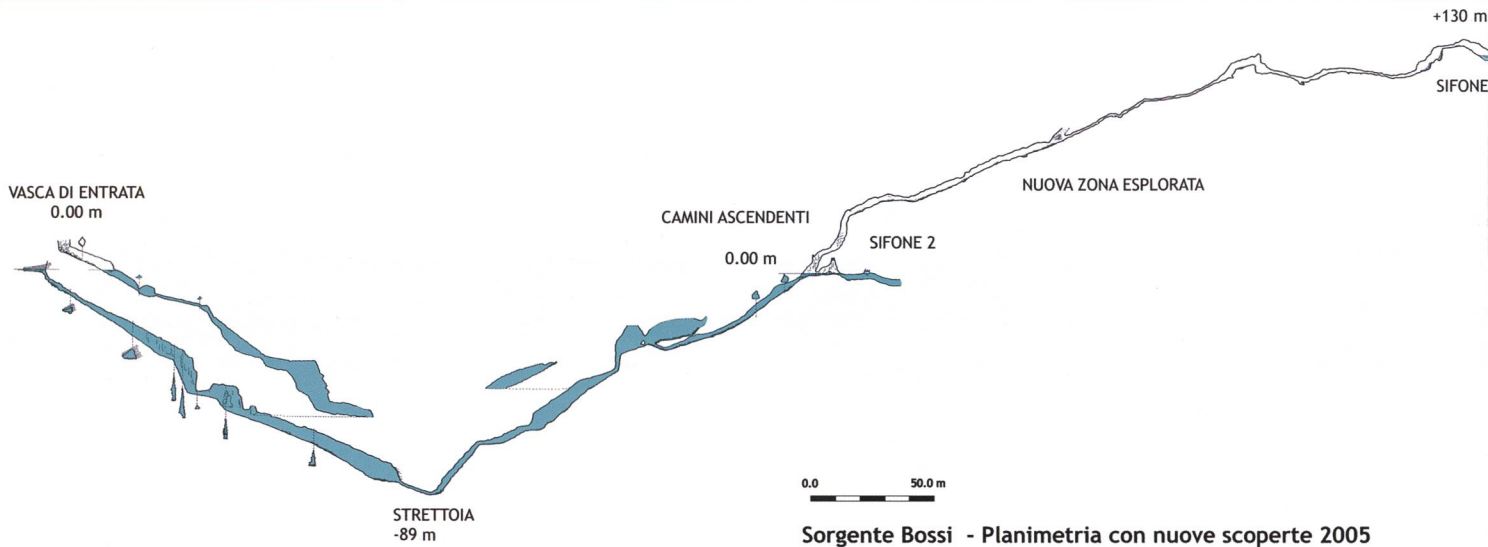 +130 m
SIFONE
NUOVA ZONA ESPLORATA
VASCA DI ENTRATA
0.00 m
CAMINI ASCENDENTI
SIFONE 2
0.00 m
STRETTOIA
-89 m
0.0 50.0 m
Sorgente Bossi - Planimetria con nuove scoperte 2005